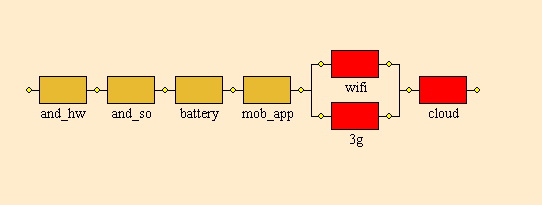 and_hw
and_so
battery
mob_app
wifi
3g
cloud